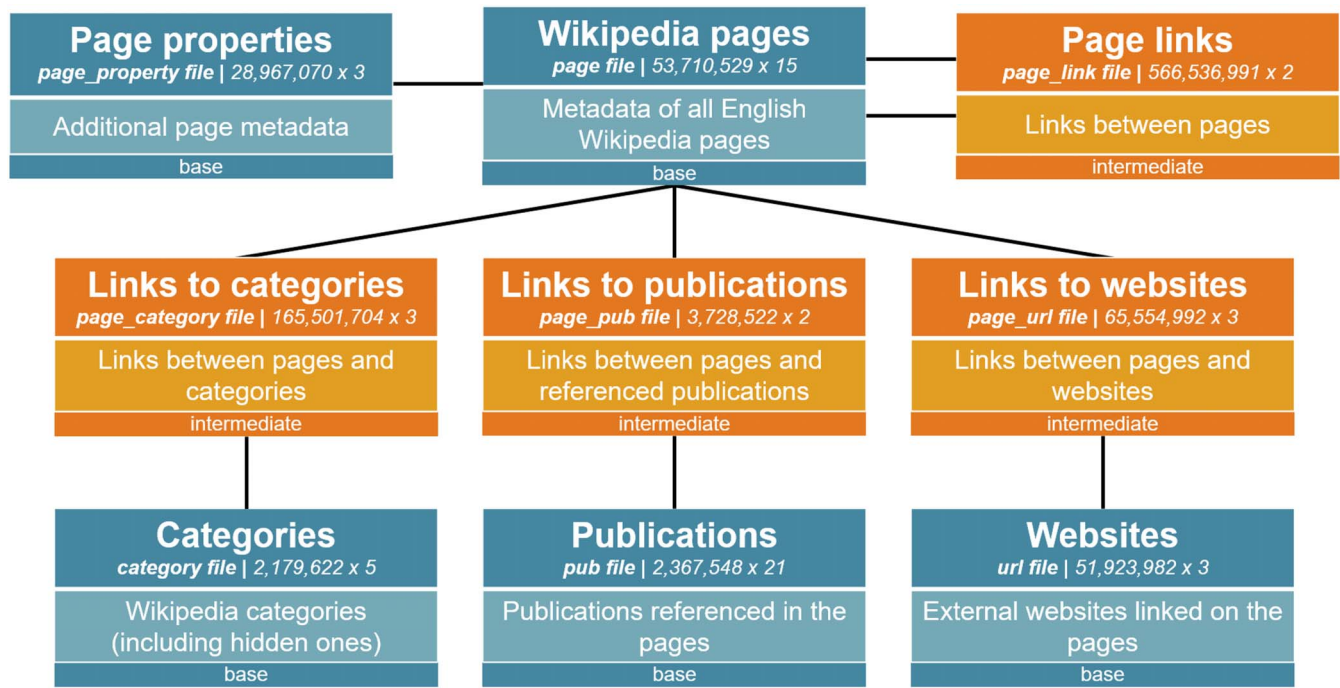 Page properties
page_property file | 28,967,070 x 3
Additional page metadata
base
Wikipedia pages
page file | 53,710,529 x 15
Metadata of all English
Wikipedia pages
base
Page links
page_link file | 566,536,991 x 2
Links between pages
intermediate
Links to categories
page_category file | 165,501,704 x 3
Links between pages and
categories
intermediate
Links to publications
page_pub file | 3,728,522 x 2
Links between pages and
referenced publications
intermediate
Links to websites
page_url file | 65,554,992 x 3
Links between pages and
websites
intermediate
Categories
category file | 2,179,622 x 5
Wikipedia categories
(including hidden ones)
base
Publications
pub file | 2,367,548 x 21
Publications referenced in the
pages
base
Websites
url file | 51,923,982 x 3
External websites linked on the
pages
base